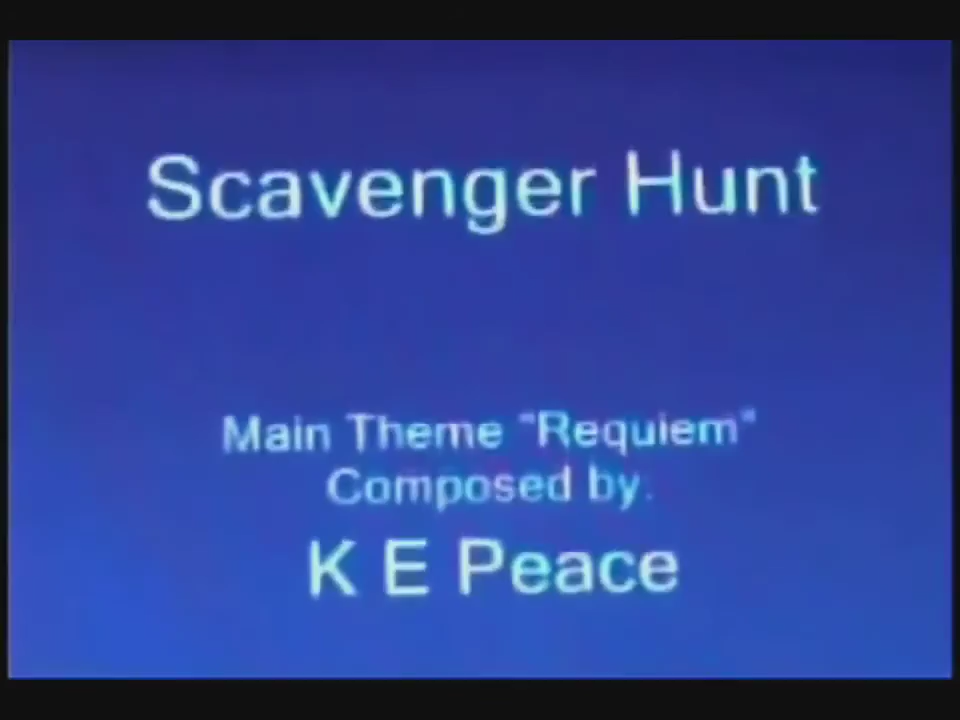 Scavenger Hunt
Main Theme "Requiem"
Composed by:
K E Peace